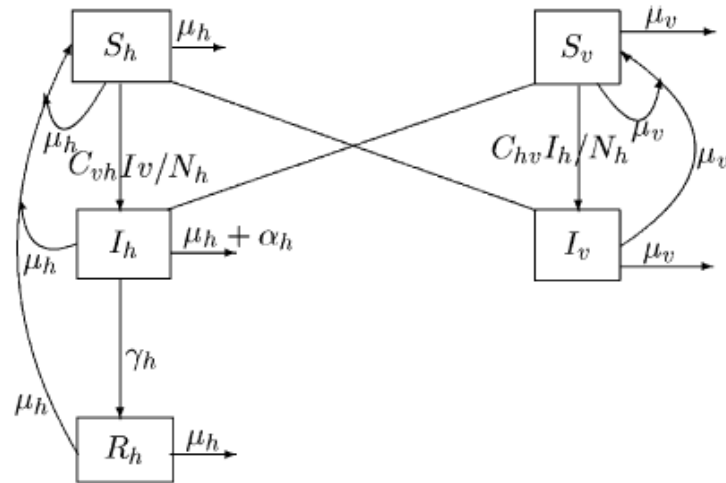 S_h μ_h S_v μ_v
μ_h μ_v
C_{vh}Iv/N_h C_{hv}I_h/N_h μ_v
I_h μ_h + α_h I_v μ_v
μ_h
γ_h
μ_h
R_h μ_h